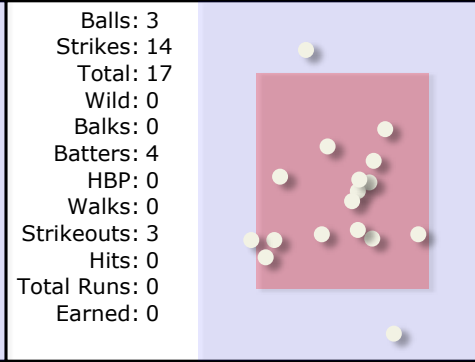 Balls: 3
Strikes: 14
Total: 17
Wild: 0
Balks: 0
Batters: 4
HBP: 0
Walks: 0
Strikeouts: 3
Hits: 0
Total Runs: 0
Earned: 0